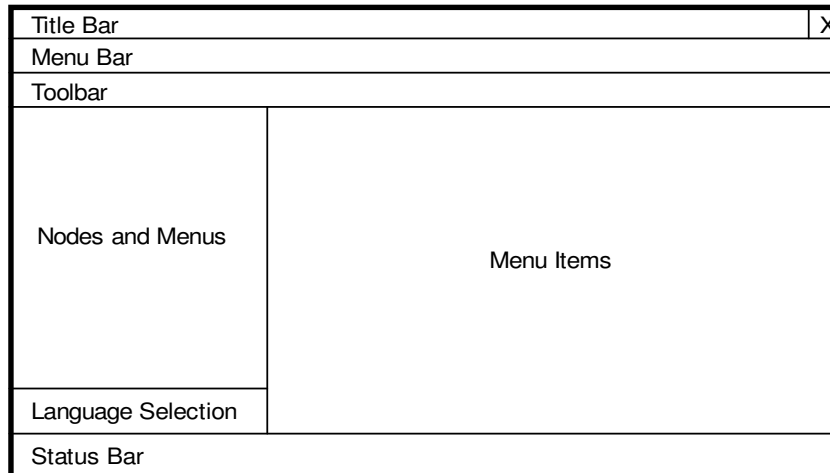 Title Bar
X
Menu Bar
Toolbar
Nodes and Menus
Menu Items
Language Selection
Status Bar